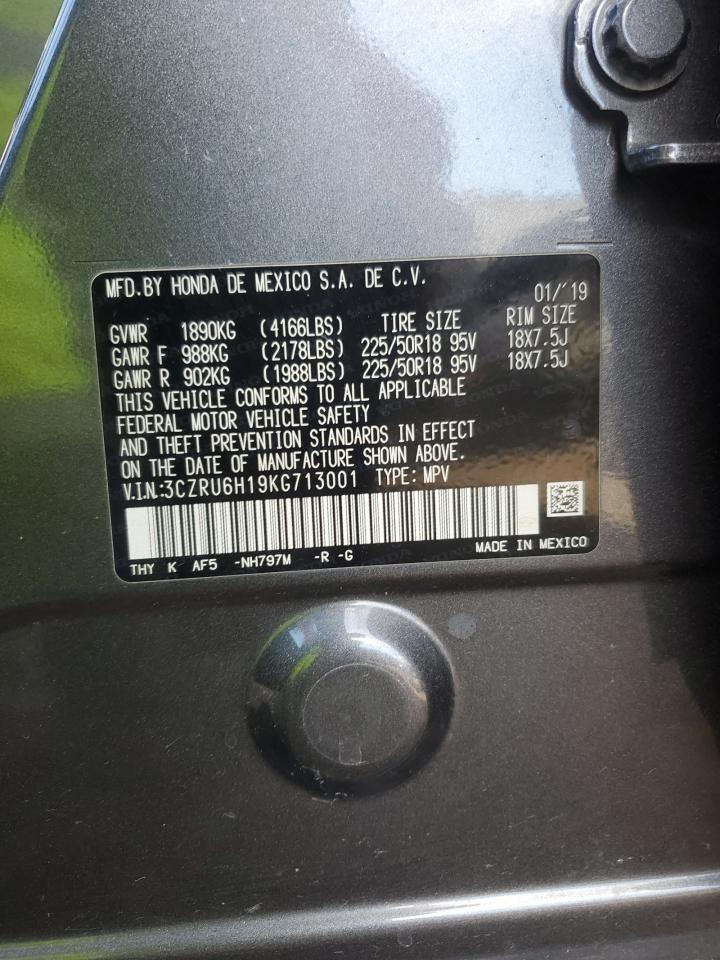 MFD.BY HONDA DE MEXICO S.A. DE C.V.
01/'19
GVWR 1890KG (4166LBS) TIRE SIZE RIM SIZE
GAWR F 988KG (2178LBS) 225/50R18 95V 18X7.5J
GAWR R 902KG (1988LBS) 225/50R18 95V 18X7.5J
THIS VEHICLE CONFORMS TO ALL APPLICABLE
FEDERAL MOTOR VEHICLE SAFETY
AND THEFT PREVENTION STANDARDS IN EFFECT
ON THE DATE OF MANUFACTURE SHOWN ABOVE.
V.I.N:3CZRU6H19KG713001 TYPE: MPV
MADE IN MEXICO
THY K AF5 -NH797M -R -G